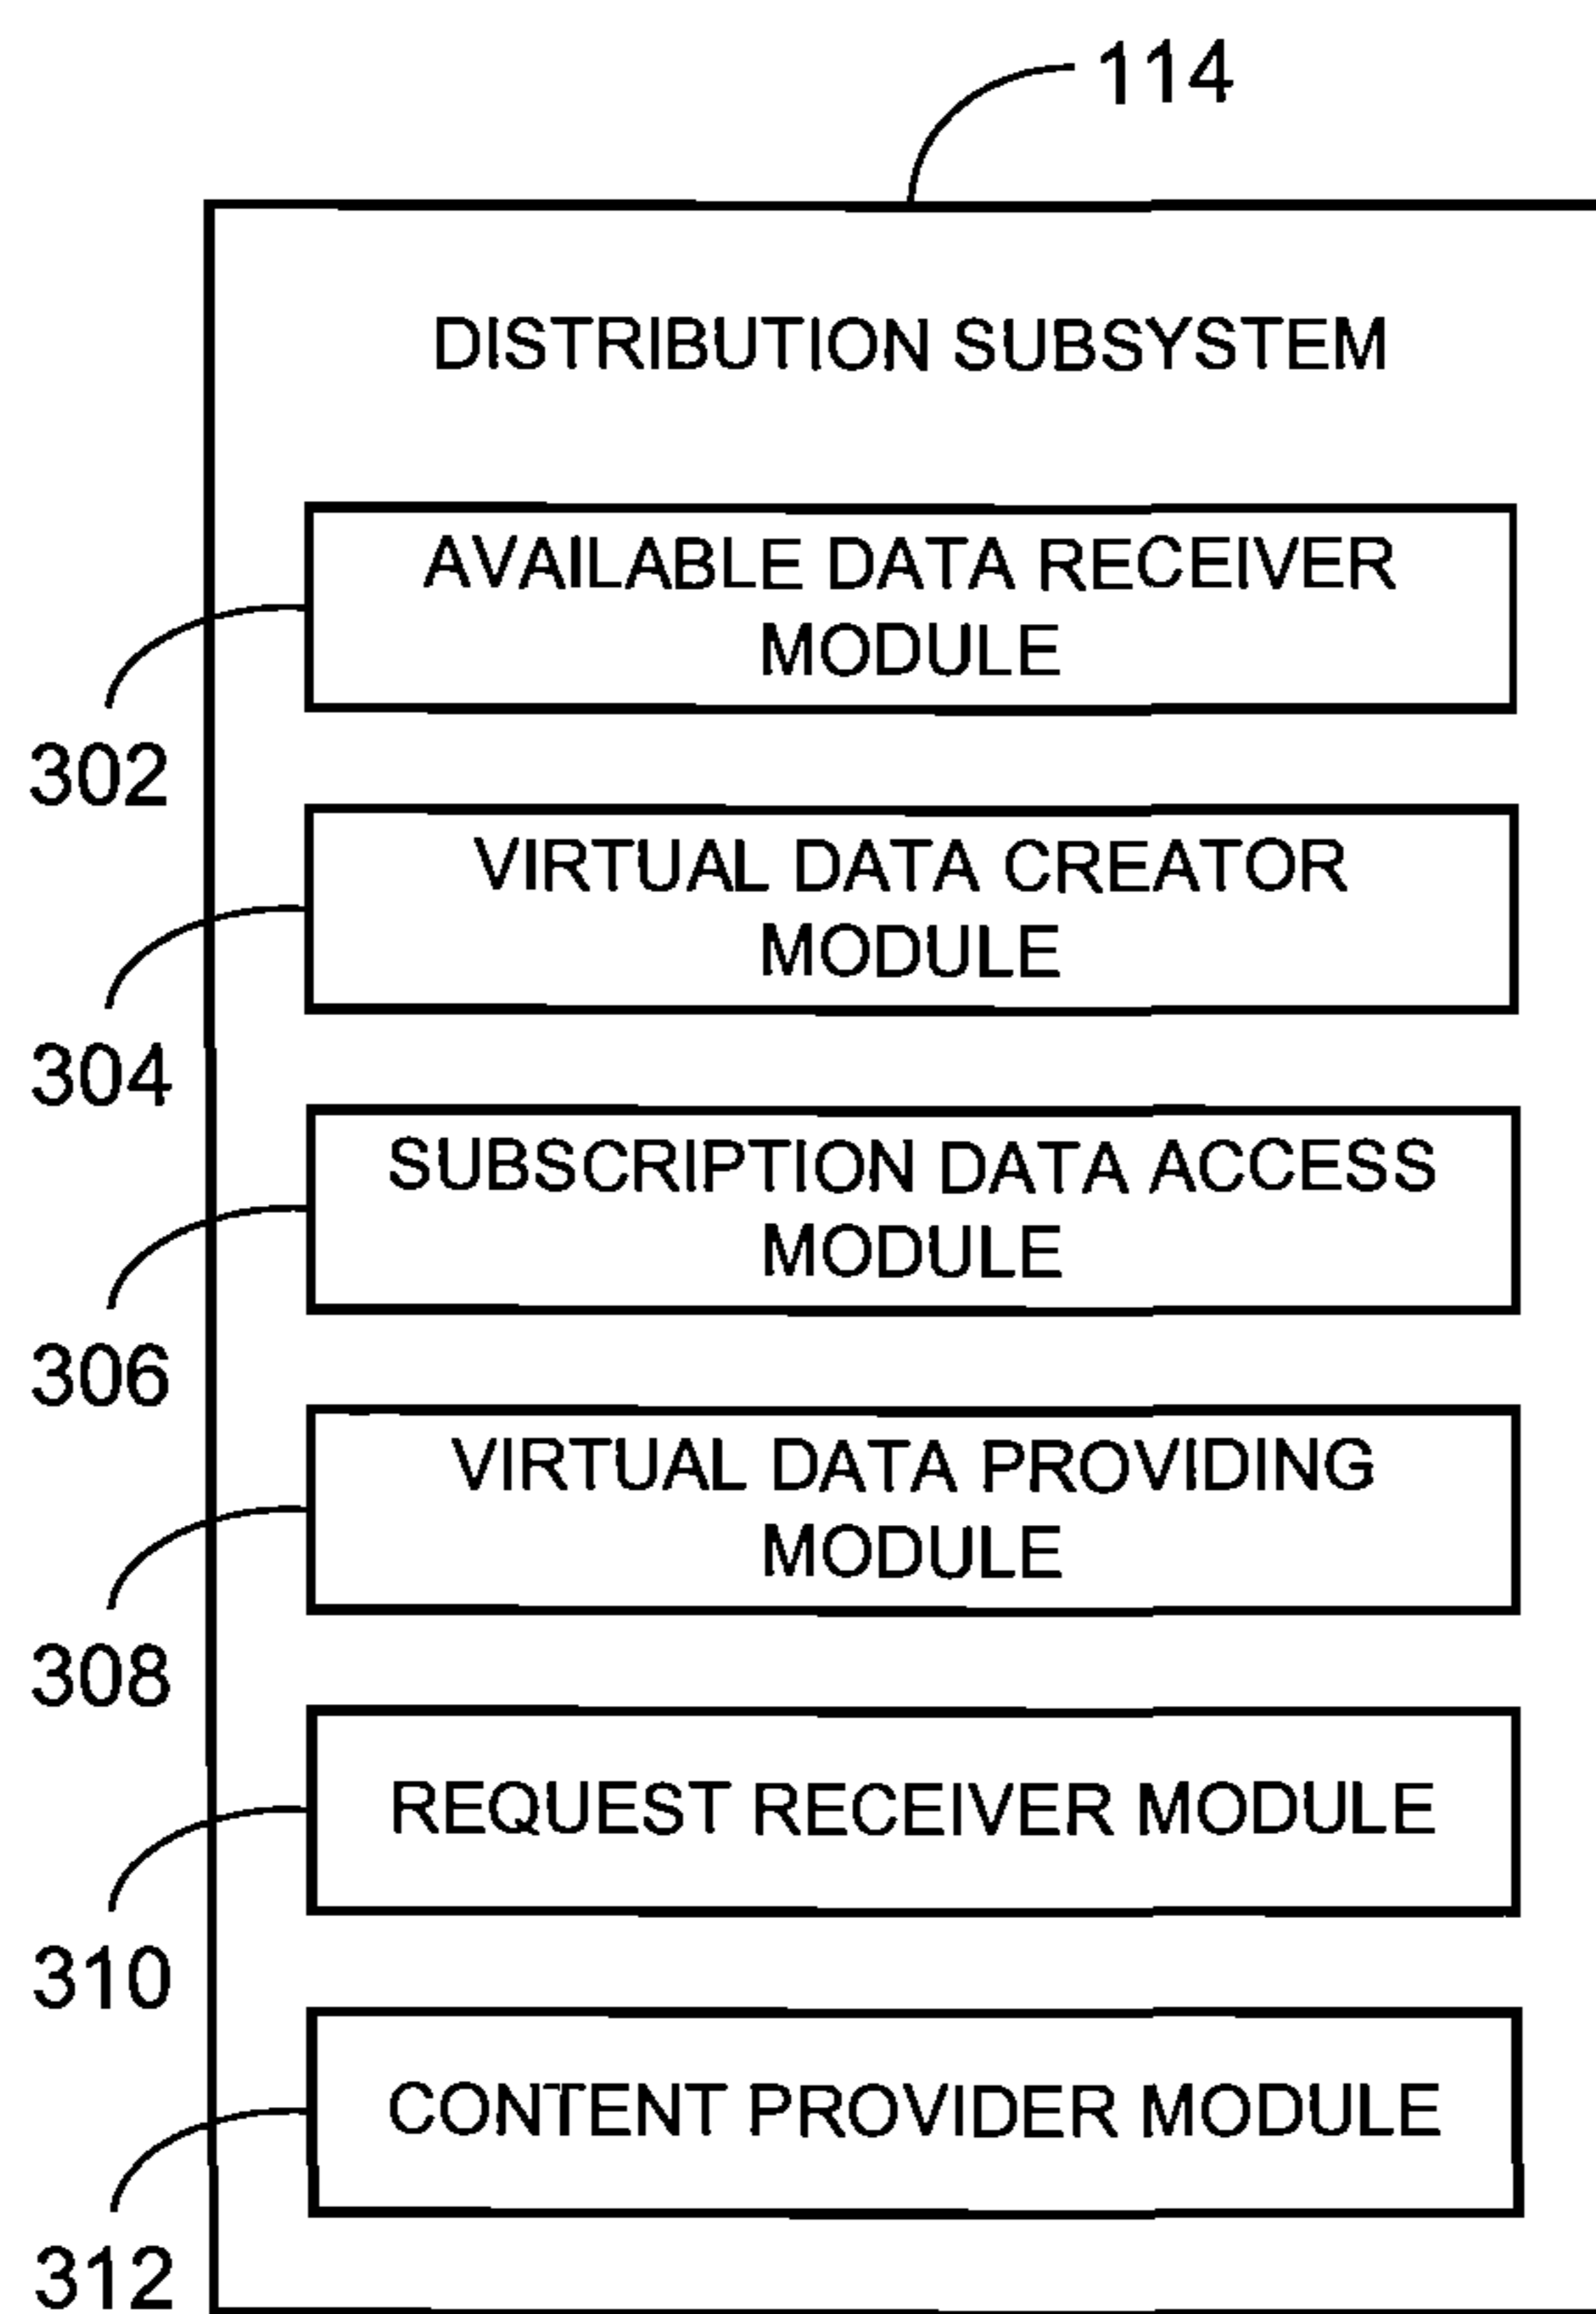 114
DISTRIBUTION SUBSYSTEM
AVAILABLE DATA RECEIVER
MODULE
302
VIRTUAL DATA CREATOR
MODULE
304
SUBSCRIPTION DATA ACCESS
MODULE
306
VIRTUAL DATA PROVIDING
MODULE
308
REQUEST RECEIVER MODULE
310
CONTENT PROVIDER MODULE
312